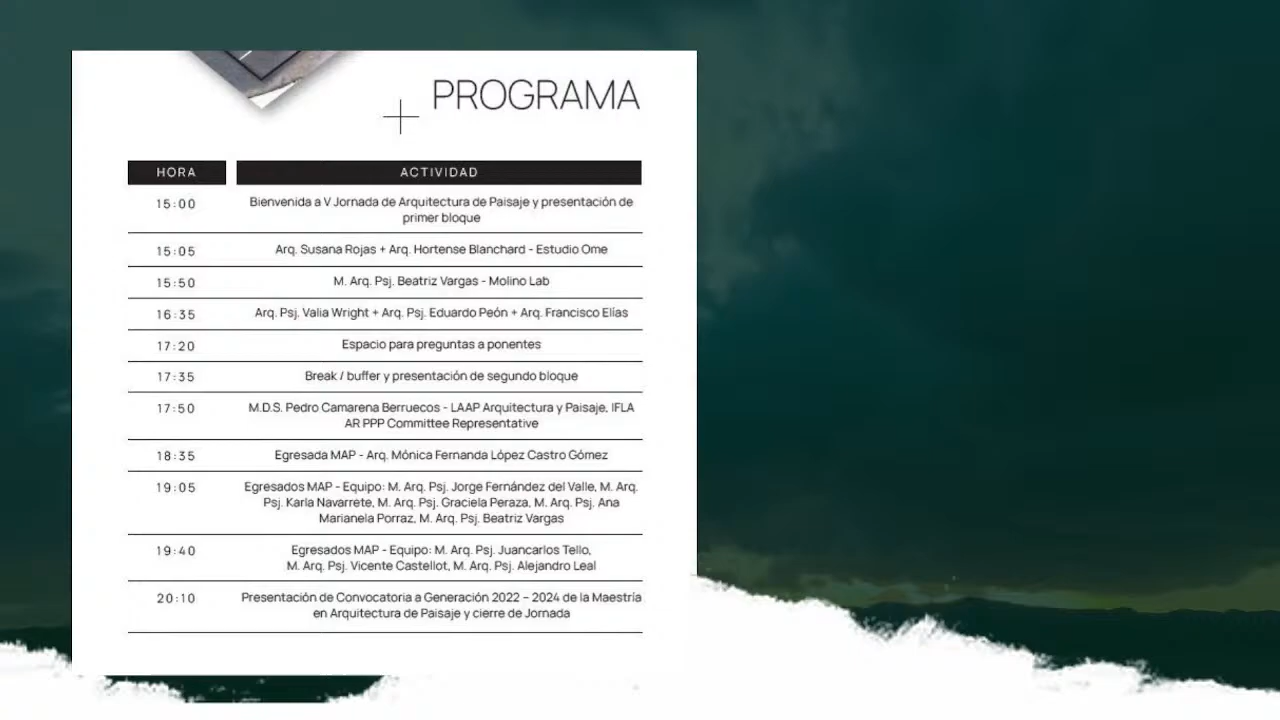 PROGRAMA
HORA ACTIVIDAD
15:00 Bienvenida a V Jornada de Arquitectura de Paisaje y presentación de
primer bloque
15:05 Arq. Susana Rojas + Arq. Hortense Blanchard - Estudio Ome
15:50 M. Arq. Psj. Beatriz Vargas - Molino Lab
16:35 Arq. Psj. Valia Wright + Arq. Psj. Eduardo Peón + Arq. Francisco Elías
17:20 Espacio para preguntas a ponentes
17:35 Break / buffer y presentación de segundo bloque
17:50 M.D.S. Pedro Camarena Berruecos - LAAP Arquitectura y Paisaje, IFLA
AR PPP Committee Representative
18:35 Egresada MAP - Arq. Mónica Fernanda López Castro Gómez
19:05 Egresados MAP - Equipo: M. Arq. Psj. Jorge Fernández del Valle, M. Arq.
Psj. Karla Navarrete, M. Arq. Psj. Graciela Peraza, M. Arq. Psj. Ana
Marianela Porraz, M. Arq. Psj. Beatriz Vargas
19:40 Egresados MAP - Equipo: M. Arq. Psj. Juancarlos Tello,
M. Arq. Psj. Vicente Castellot, M. Arq. Psj. Alejandro Leal
20:10 Presentación de Convocatoria a Generación 2022 – 2024 de la Maestría
en Arquitectura de Paisaje y cierre de Jornada